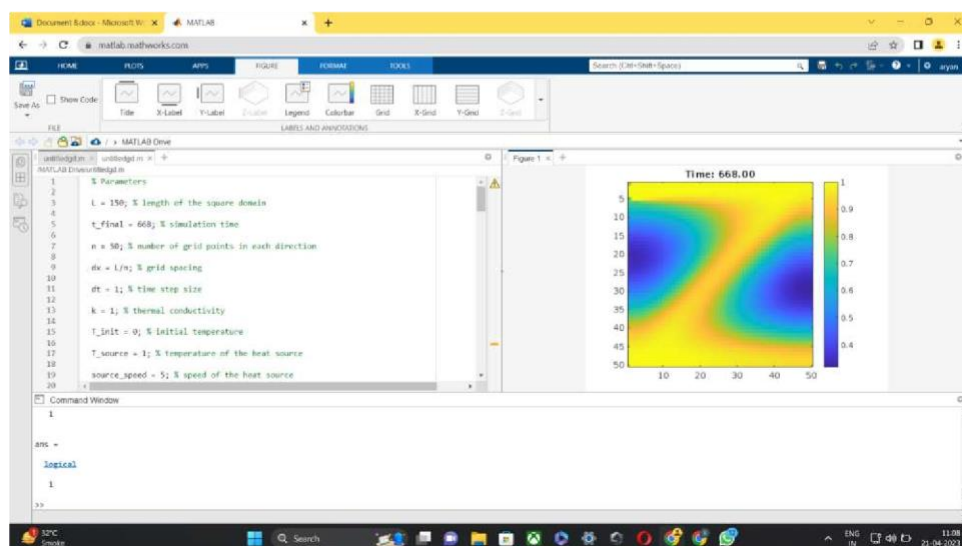 Document 8.docx - Microsoft W
MATLAB
matlab.mathworks.com
HOME PLOTS APPS FIGURE FORMAT TOOLS
Search (Ctrl+Shift+Space)
aryan
Save As
Show Code
Title X-Label Y-Label Z-Label Legend Colorbar Grid X-Grid Y-Grid Z-Grid
FILE
LABELS AND ANNOTATIONS
MATLAB Drive
Figure 1
1 % Parameters
2
3 L = 150; % length of the square domain
4
5 t_final = 668; % simulation time
6
7 n = 50; % number of grid points in each direction
8
9 dx = L/n; % grid spacing
10
11 dt = 1; % time step size
12
13 k = 1; % thermal conductivity
14
15 T_init = 0; % initial temperature
16
17 T_source = 1; % temperature of the heat source
18
19 source_speed = 5; % speed of the heat source
20
Time: 668.00
5
10
15
20
25
30
35
40
45
50
10 20 30 40 50
1
0.9
0.8
0.7
0.6
0.5
0.4
Command Window
1
ans =
logical
1
>>
32°C
Smoke
Search
ENG
IN
11:08
21-04-2023